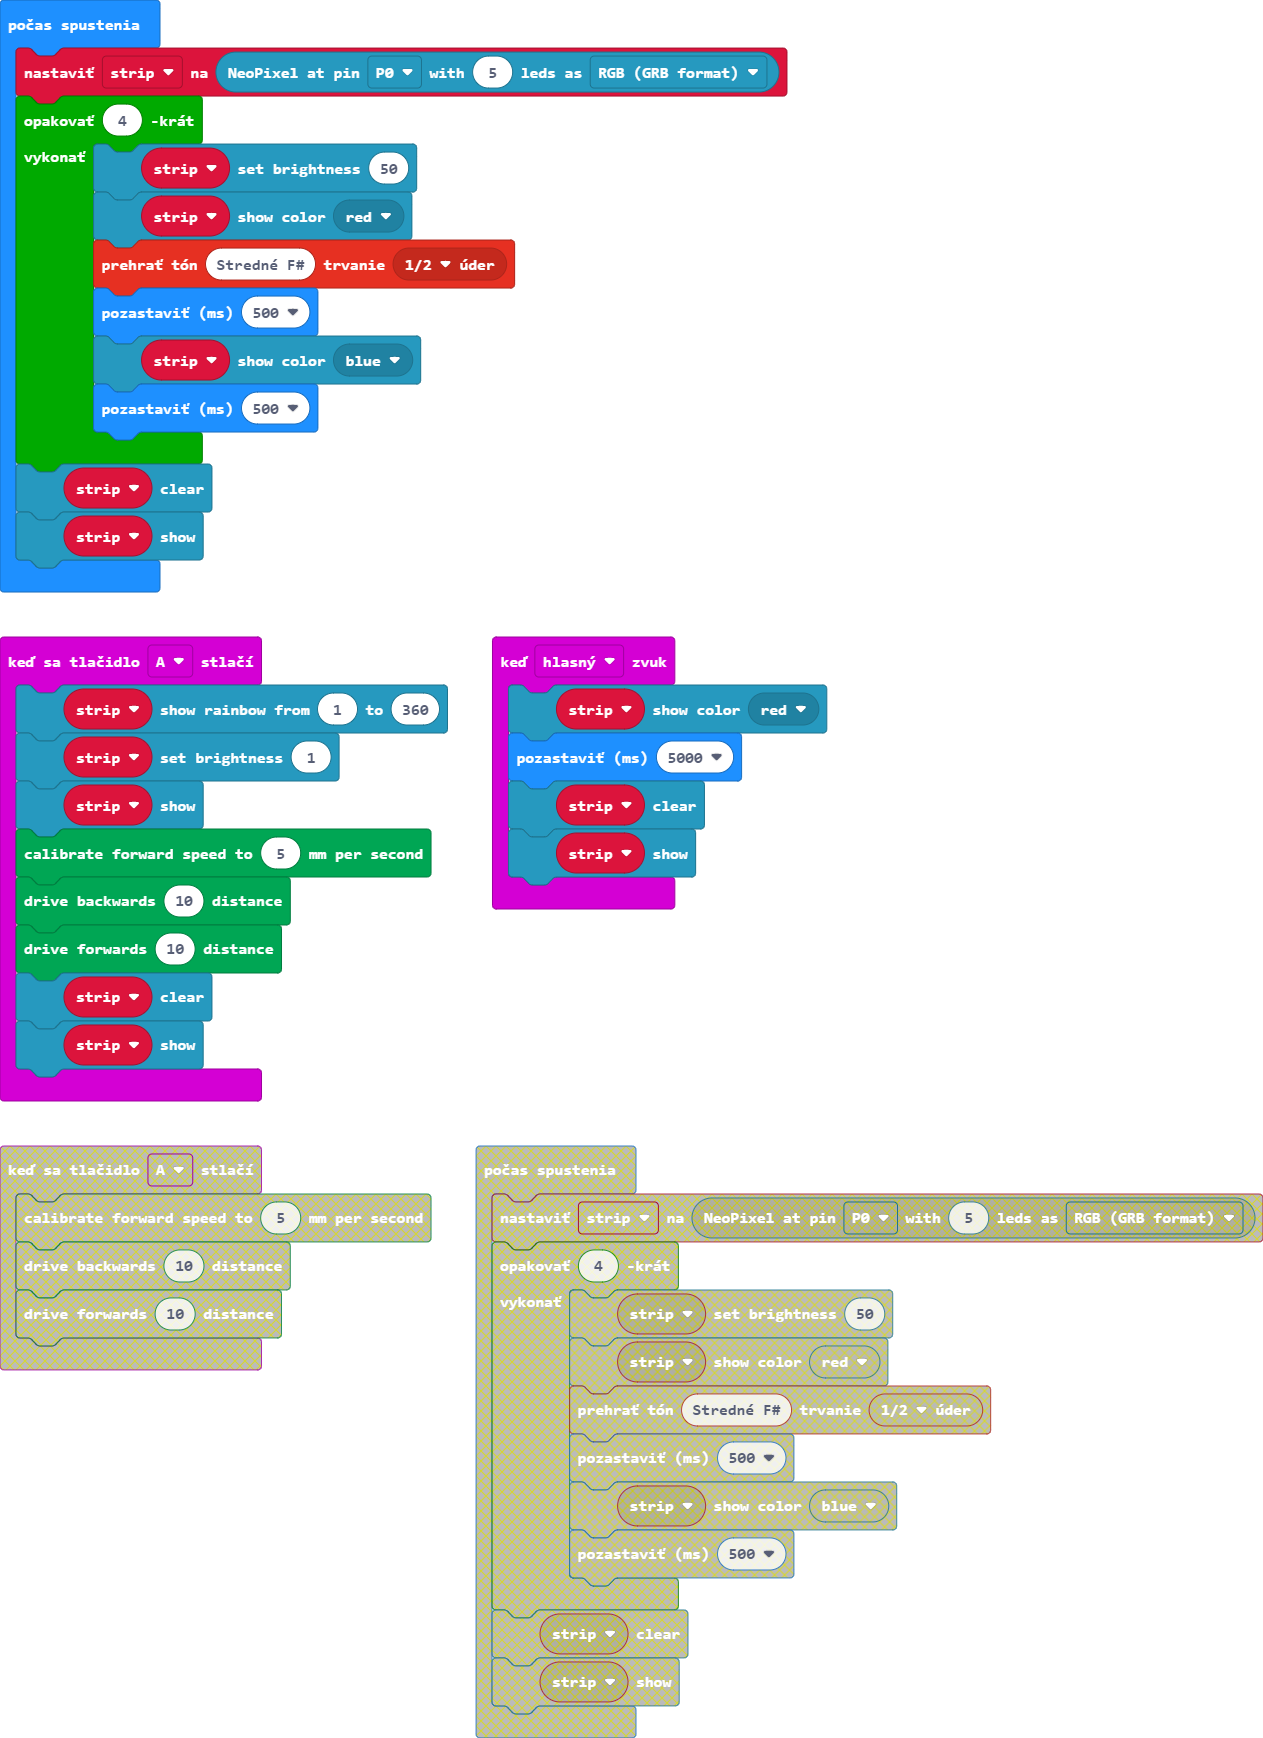 počas spustenia
nastaviť strip na NeoPixel at pin P0 with 5 leds as RGB (GRB format)
opakovať 4 -krát
vykonať
strip set brightness 50
strip show color red
prehrať tón Stredné F# trvanie 1/2 úder
pozastaviť (ms) 500
strip show color blue
pozastaviť (ms) 500
strip clear
strip show
keď sa tlačidlo A stlačí
strip show rainbow from 1 to 360
strip set brightness 1
strip show
calibrate forward speed to 5 mm per second
drive backwards 10 distance
drive forwards 10 distance
strip clear
strip show
keď hlasný zvuk
strip show color red
pozastaviť (ms) 5000
strip clear
strip show
keď sa tlačidlo A stlačí
calibrate forward speed to 5 mm per second
drive backwards 10 distance
drive forwards 10 distance
počas spustenia
nastaviť strip na NeoPixel at pin P0 with 5 leds as RGB (GRB format)
opakovať 4 -krát
vykonať
strip set brightness 50
strip show color red
prehrať tón Stredné F# trvanie 1/2 úder
pozastaviť (ms) 500
strip show color blue
pozastaviť (ms) 500
strip clear
strip show